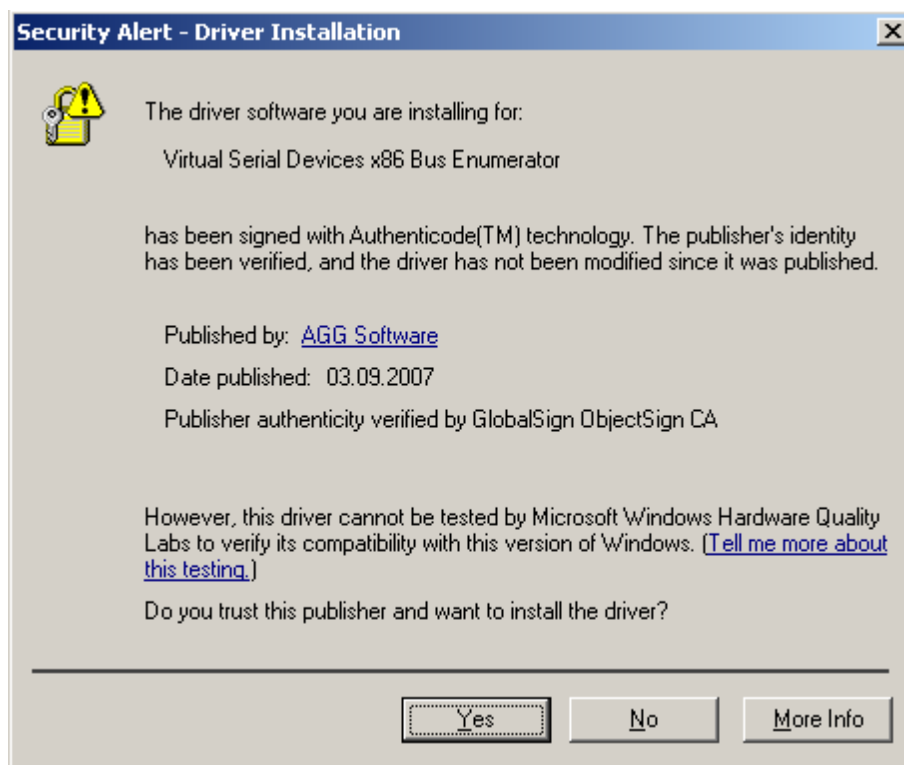 Security Alert - Driver Installation
The driver software you are installing for:
Virtual Serial Devices x86 Bus Enumerator
has been signed with Authenticode(TM) technology. The publisher's identity
has been verified, and the driver has not been modified since it was published.
Published by: AGG Software
Date published: 03.09.2007
Publisher authenticity verified by GlobalSign ObjectSign CA
However, this driver cannot be tested by Microsoft Windows Hardware Quality
Labs to verify its compatibility with this version of Windows. (Tell me more about
this testing.)
Do you trust this publisher and want to install the driver?
Yes No More Info